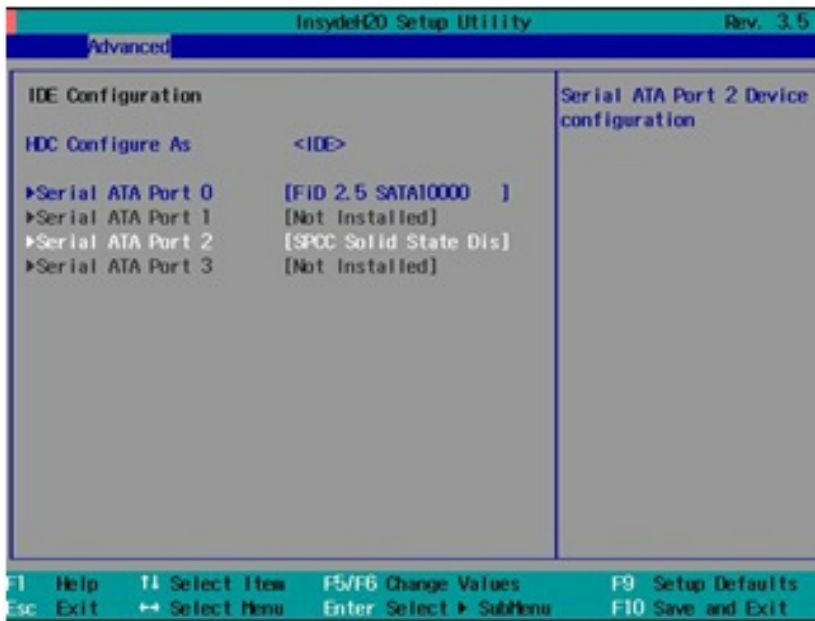 InsydeH20 Setup Utility Rev. 3.5
Advanced
IDE Configuration
HDC Configure As <IDE>
▶Serial ATA Port 0 [FiD 2.5 SATA10000 ]
▶Serial ATA Port 1 [Not Installed]
▶Serial ATA Port 2 [SPCC Solid State Dis]
▶Serial ATA Port 3 [Not Installed]
Serial ATA Port 2 Device
configuration
F1 Help ↑↓ Select Item F5/F6 Change Values F9 Setup Defaults
Esc Exit ↔ Select Menu Enter Select ▶ SubMenu F10 Save and Exit